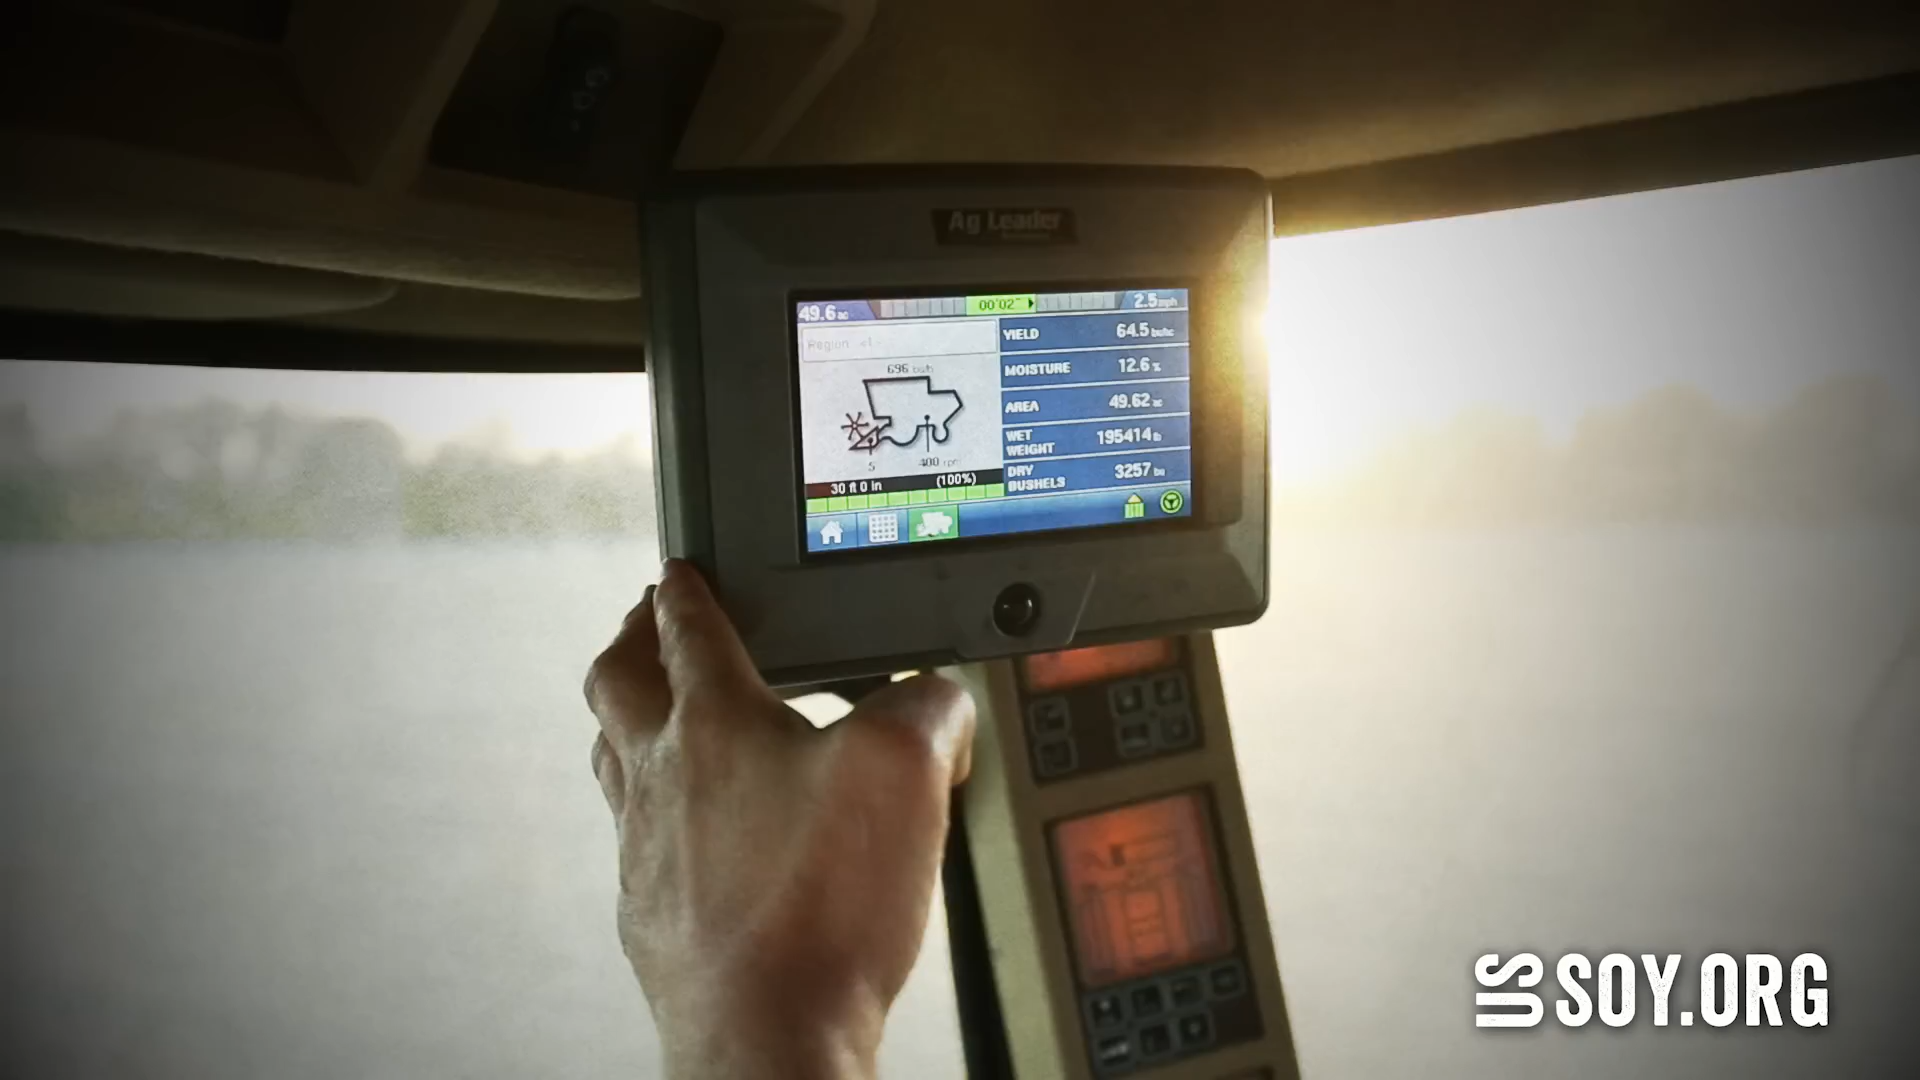 Ag Leader
49.6 ac
00'02"
2.5 mph
Region:
696 bu/h
5
400 rpm
30 ft 0 in (100%)
YIELD 64.5 bu/ac
MOISTURE 12.6 %
AREA 49.62 ac
WET WEIGHT 195414 lb
DRY BUSHELS 3257 bu
US SOY.ORG